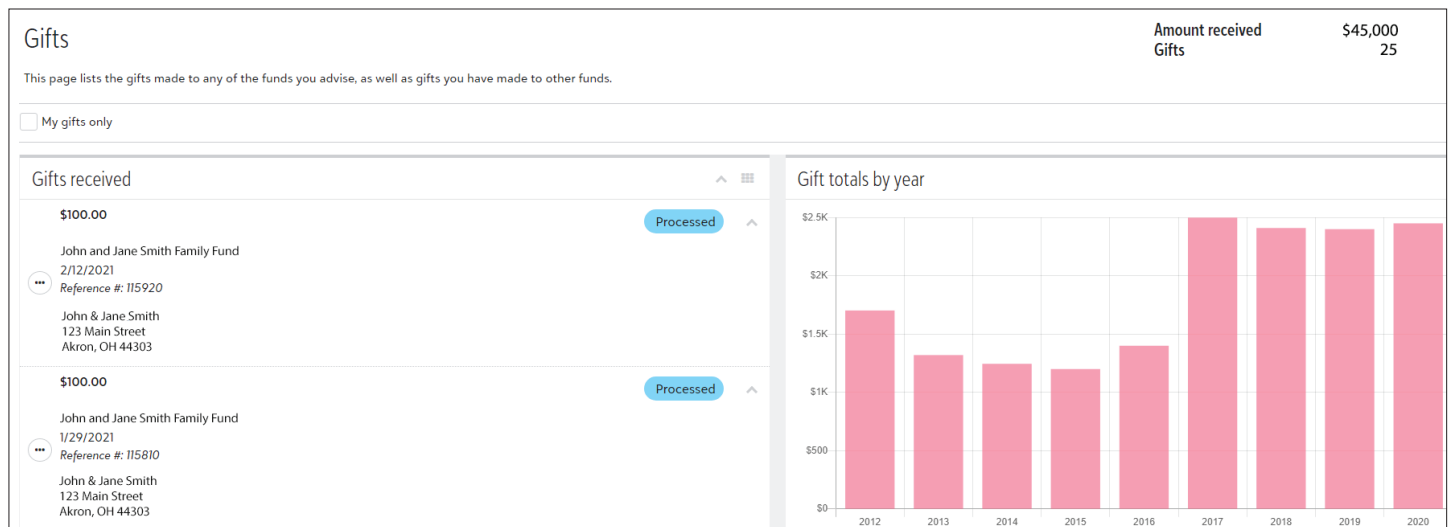 Gifts
Amount received $45,000
Gifts 25
This page lists the gifts made to any of the funds you advise, as well as gifts you have made to other funds.
My gifts only
Gifts received
$100.00
Processed
John and Jane Smith Family Fund
2/12/2021
Reference #: 115920
John & Jane Smith
123 Main Street
Akron, OH 44303
$100.00
Processed
John and Jane Smith Family Fund
1/29/2021
Reference #: 115810
John & Jane Smith
123 Main Street
Akron, OH 44303
Gift totals by year
$2.5K
$2K
$1.5K
$1K
$500
$0
2012 2013 2014 2015 2016 2017 2018 2019 2020